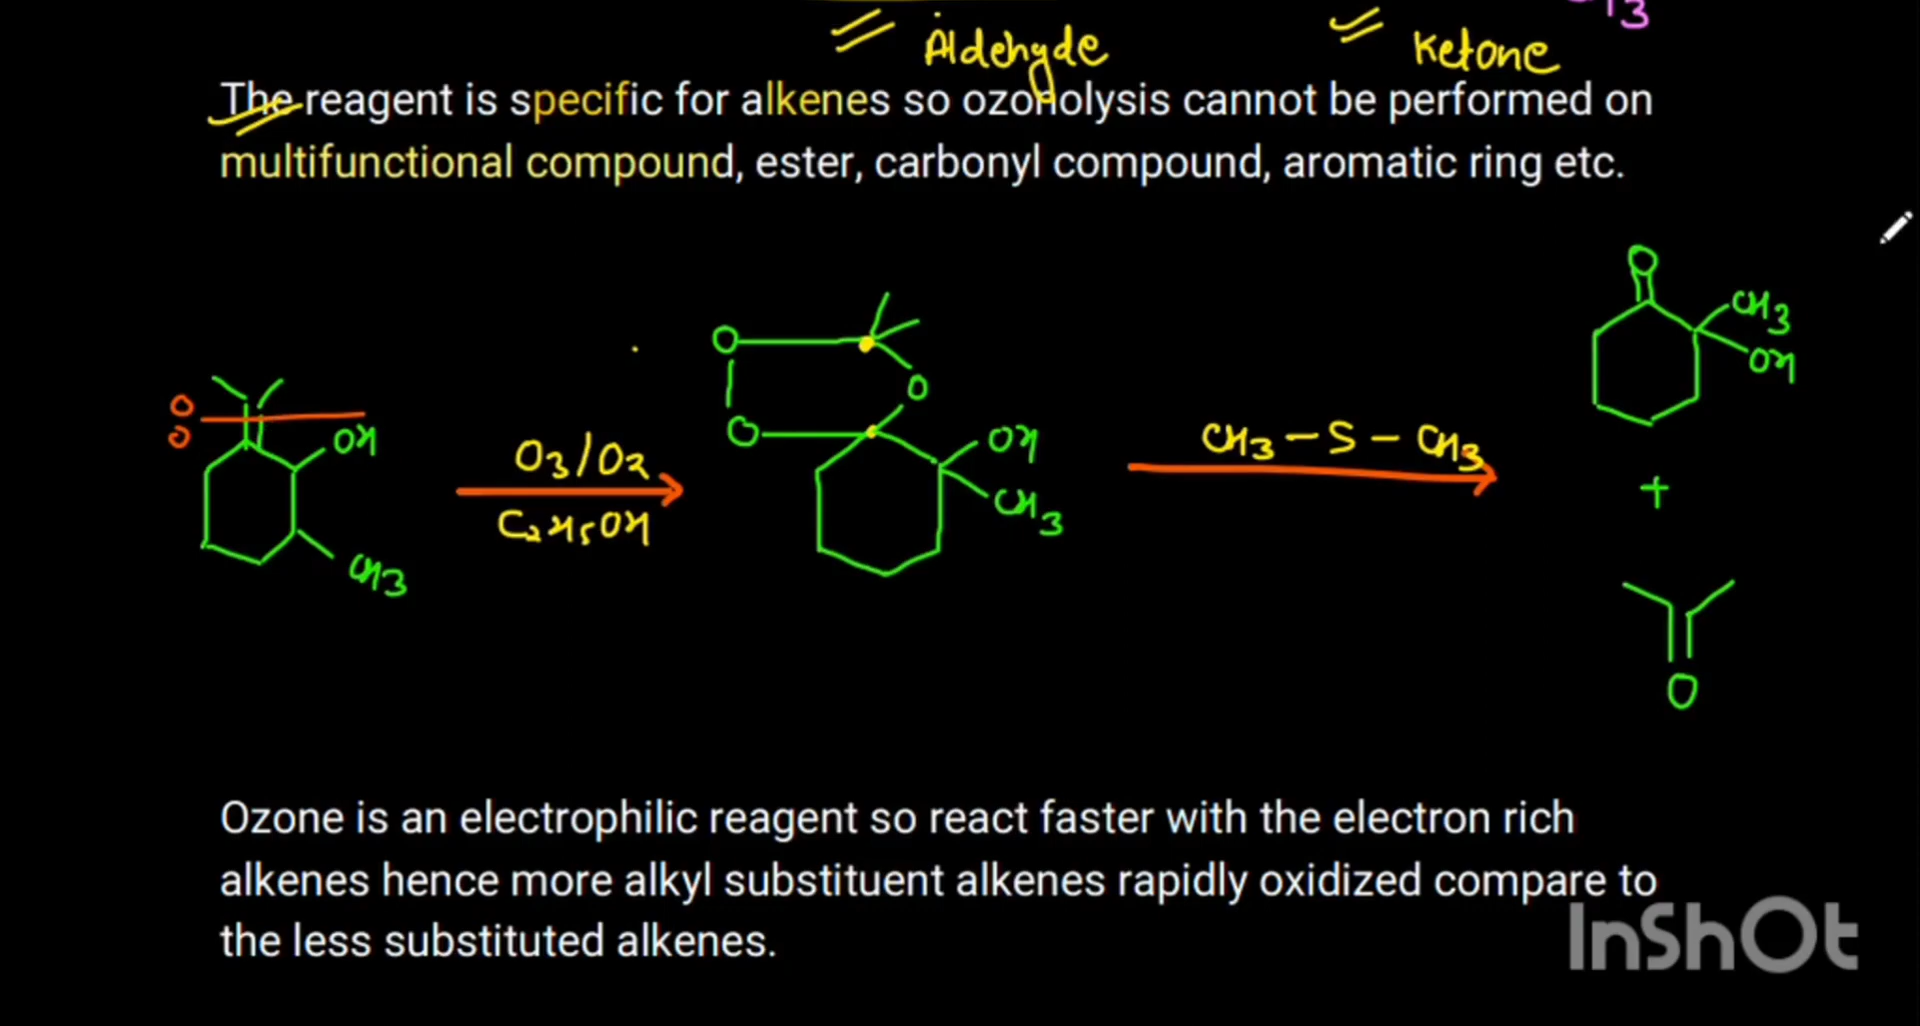 Aldehyde
Ketone
The reagent is specific for alkenes so ozonolysis cannot be performed on
multifunctional compound, ester, carbonyl compound, aromatic ring etc.
O
CH3
OH
O
O
OH
CH3
O3/O2
C2H5OH
O
O
O
OH
CH3
CH3-S-CH3
+
O
Ozone is an electrophilic reagent so react faster with the electron rich
alkenes hence more alkyl substituent alkenes rapidly oxidized compare to
the less substituted alkenes.
InShOt